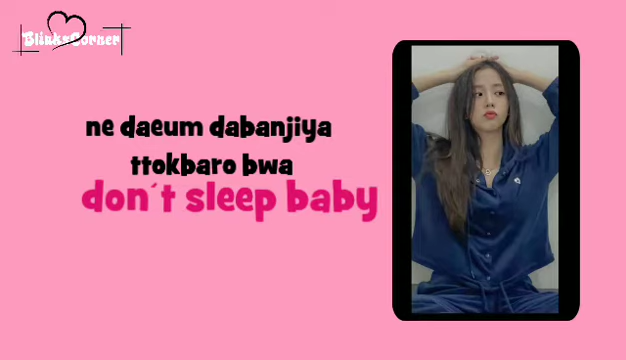 BlinksCorner
ne daeum dabanjiya
ttokbaro bwa
don't sleep baby